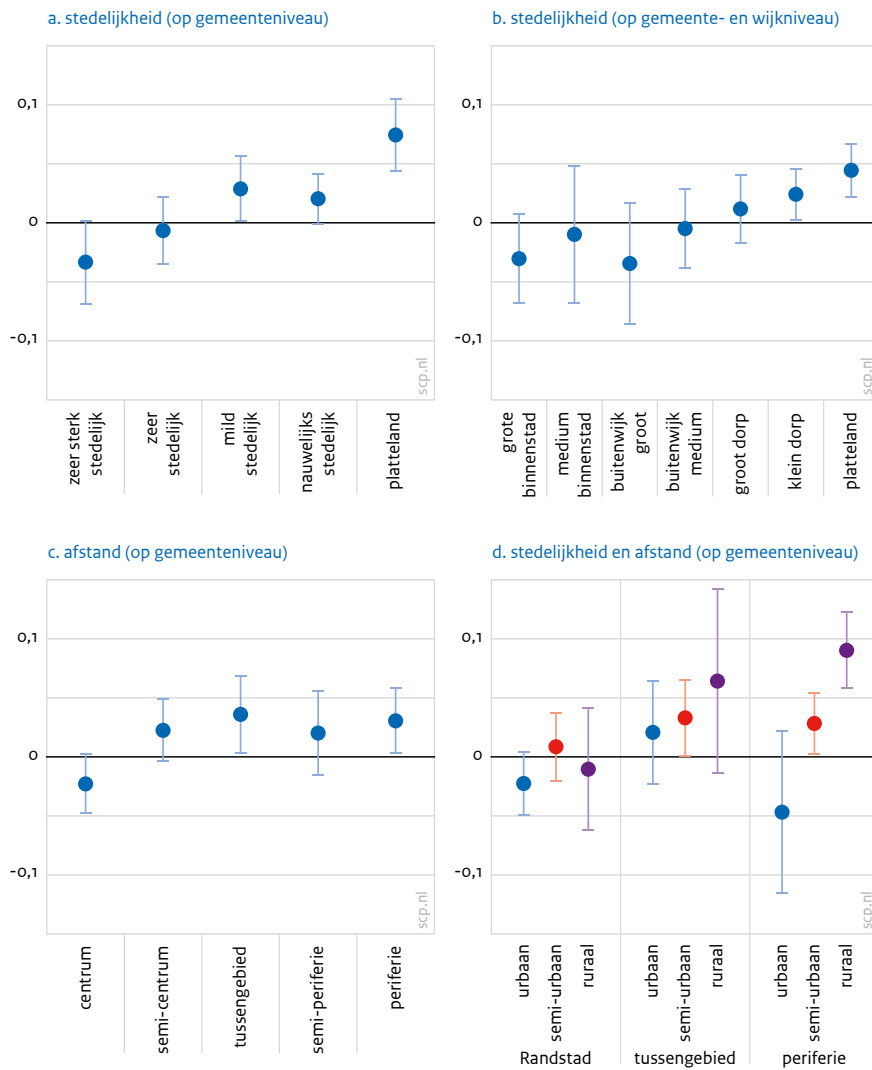 a. stedelijkheid (op gemeenteniveau)
0,1
0
-0,1
scp.nl
zeer sterk
stedelijk
zeer
stedelijk
mild
stedelijk
nauwelijks
stedelijk
platteland
b. stedelijkheid (op gemeente- en wijkniveau)
0,1
0
-0,1
scp.nl
grote
binnenstad
medium
binnenstad
buitenwijk
groot
buitenwijk
medium
groot dorp
klein dorp
platteland
c. afstand (op gemeenteniveau)
0,1
0
-0,1
centrum
semi-centrum
tussengebied
semi-periferie
periferie
d. stedelijkheid en afstand (op gemeenteniveau)
0,1
0
-0,1
scp.nl
urbaan
semi-urbaan
ruraal
urbaan
semi-urbaan
ruraal
urbaan
semi-urbaan
ruraal
Randstad
tussengebied
periferie